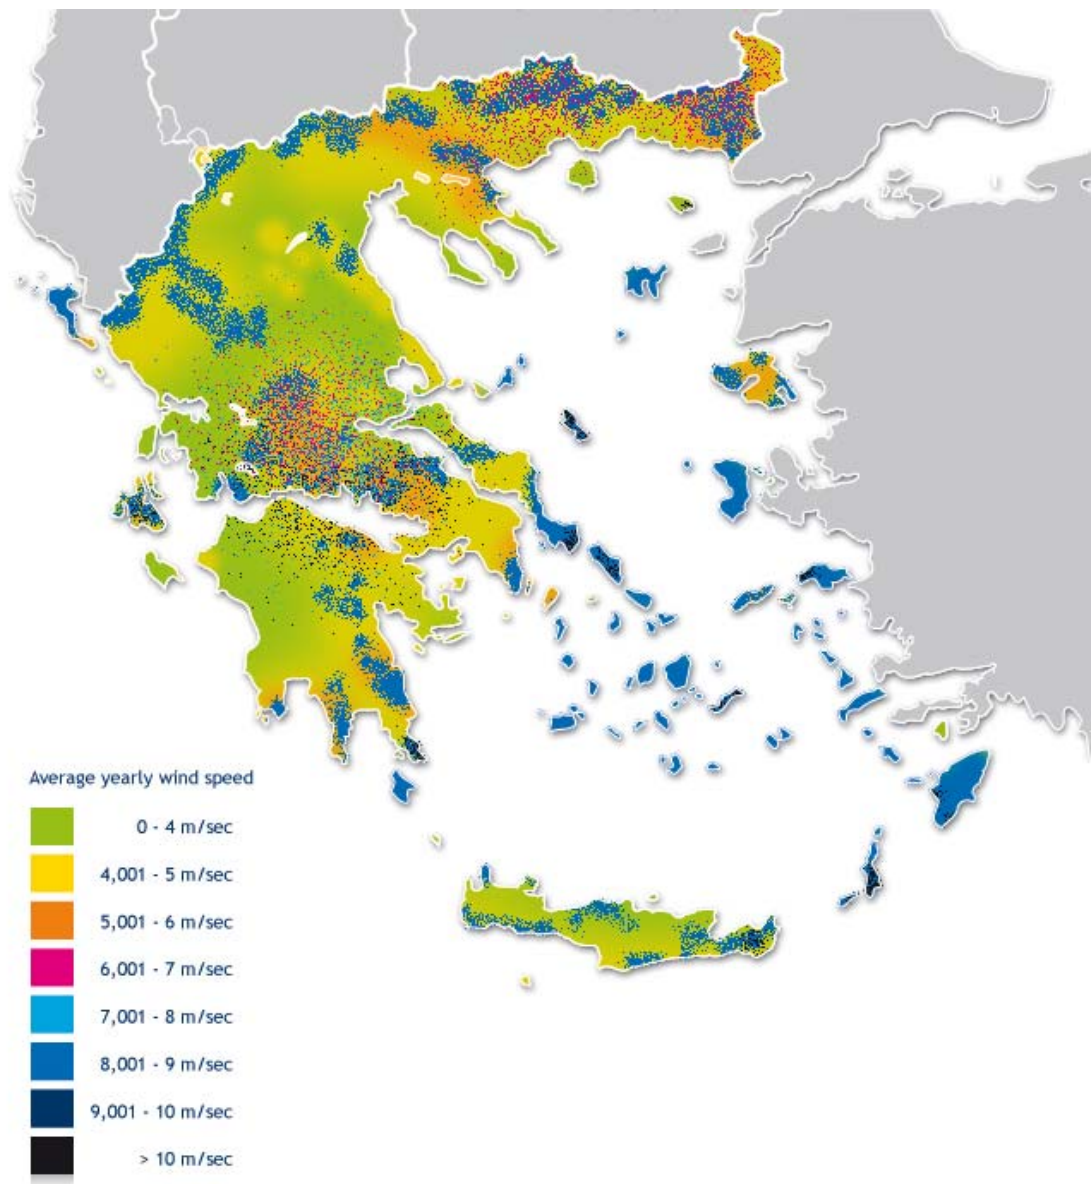 Average yearly wind speed
0 - 4 m/sec
4,001 - 5 m/sec
5,001 - 6 m/sec
6,001 - 7 m/sec
7,001 - 8 m/sec
8,001 - 9 m/sec
9,001 - 10 m/sec
> 10 m/sec